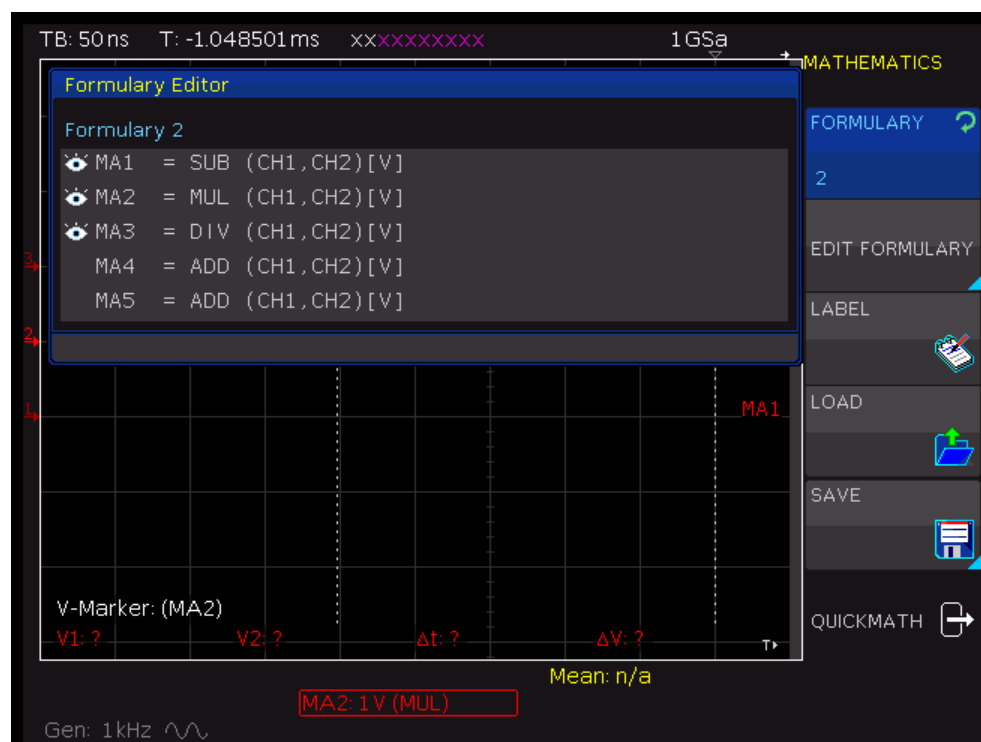 TB: 50 ns T: -1.048501 ms xxxxxxxxxx 1 GSa
MATHEMATICS
Formulary Editor
Formulary 2
MA1 = SUB (CH1,CH2)[V]
MA2 = MUL (CH1,CH2)[V]
MA3 = DIV (CH1,CH2)[V]
MA4 = ADD (CH1,CH2)[V]
MA5 = ADD (CH1,CH2)[V]
3
2
1
MA1
V-Marker: (MA2)
V1: ? V2: ? Δt: ? ΔV: ?
T
Mean: n/a
MA2: 1 V (MUL)
Gen: 1 kHz
FORMULARY
2
EDIT FORMULARY
LABEL
LOAD
SAVE
QUICKMATH